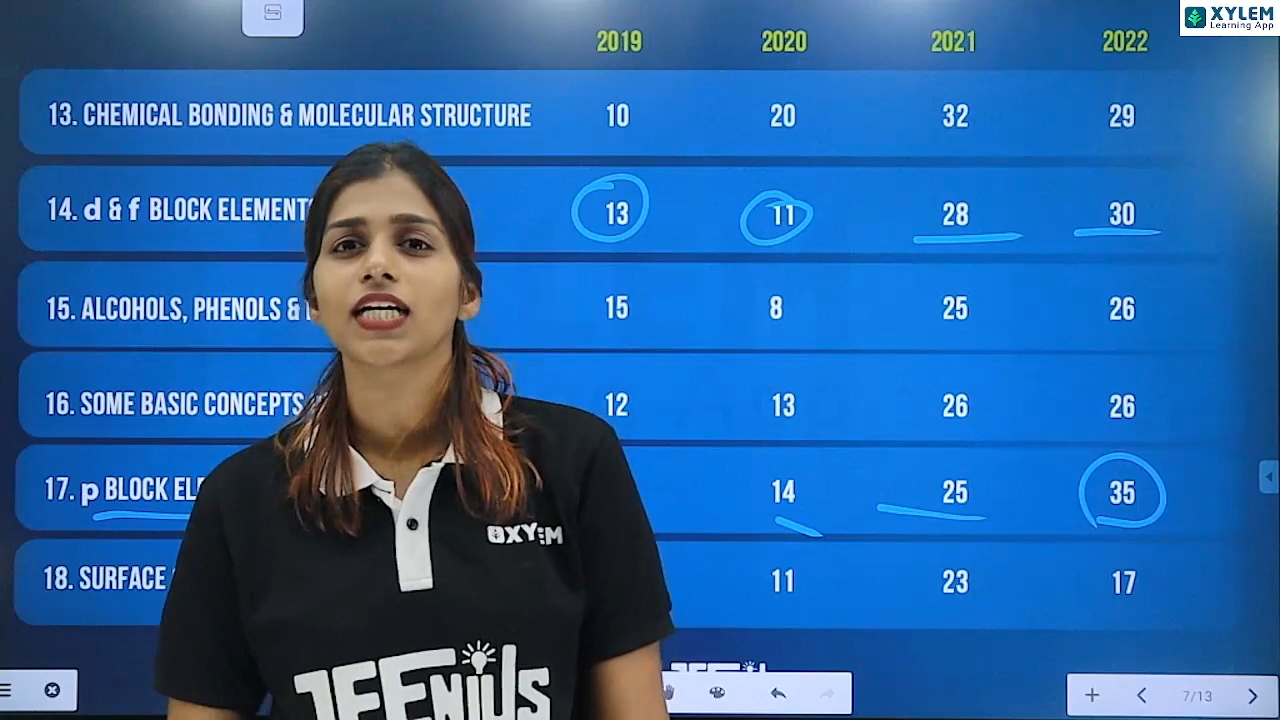 XYLEM
Learning App
2019 2020 2021 2022
13. CHEMICAL BONDING & MOLECULAR STRUCTURE 10 20 32 29
14. d & f BLOCK ELEMENT 13 11 28 30
15. ALCOHOLS, PHENOLS & 15 8 25 26
16. SOME BASIC CONCEPTS 12 13 26 26
17. p BLOCK EL 14 25 35
18. SURFACE 11 23 17
XYLEM
JEENIUS
7/13